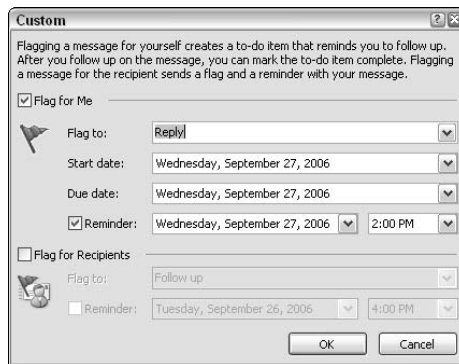 Custom
Flagging a message for yourself creates a to-do item that reminds you to follow up.
After you follow up on the message, you can mark the to-do item complete. Flagging
a message for the recipient sends a flag and a reminder with your message.
Flag for Me
Flag to: Reply
Start date: Wednesday, September 27, 2006
Due date: Wednesday, September 27, 2006
Reminder: Wednesday, September 27, 2006 2:00 PM
Flag for Recipients
Flag to: Follow up
Reminder: Tuesday, September 26, 2006 4:00 PM
OK Cancel